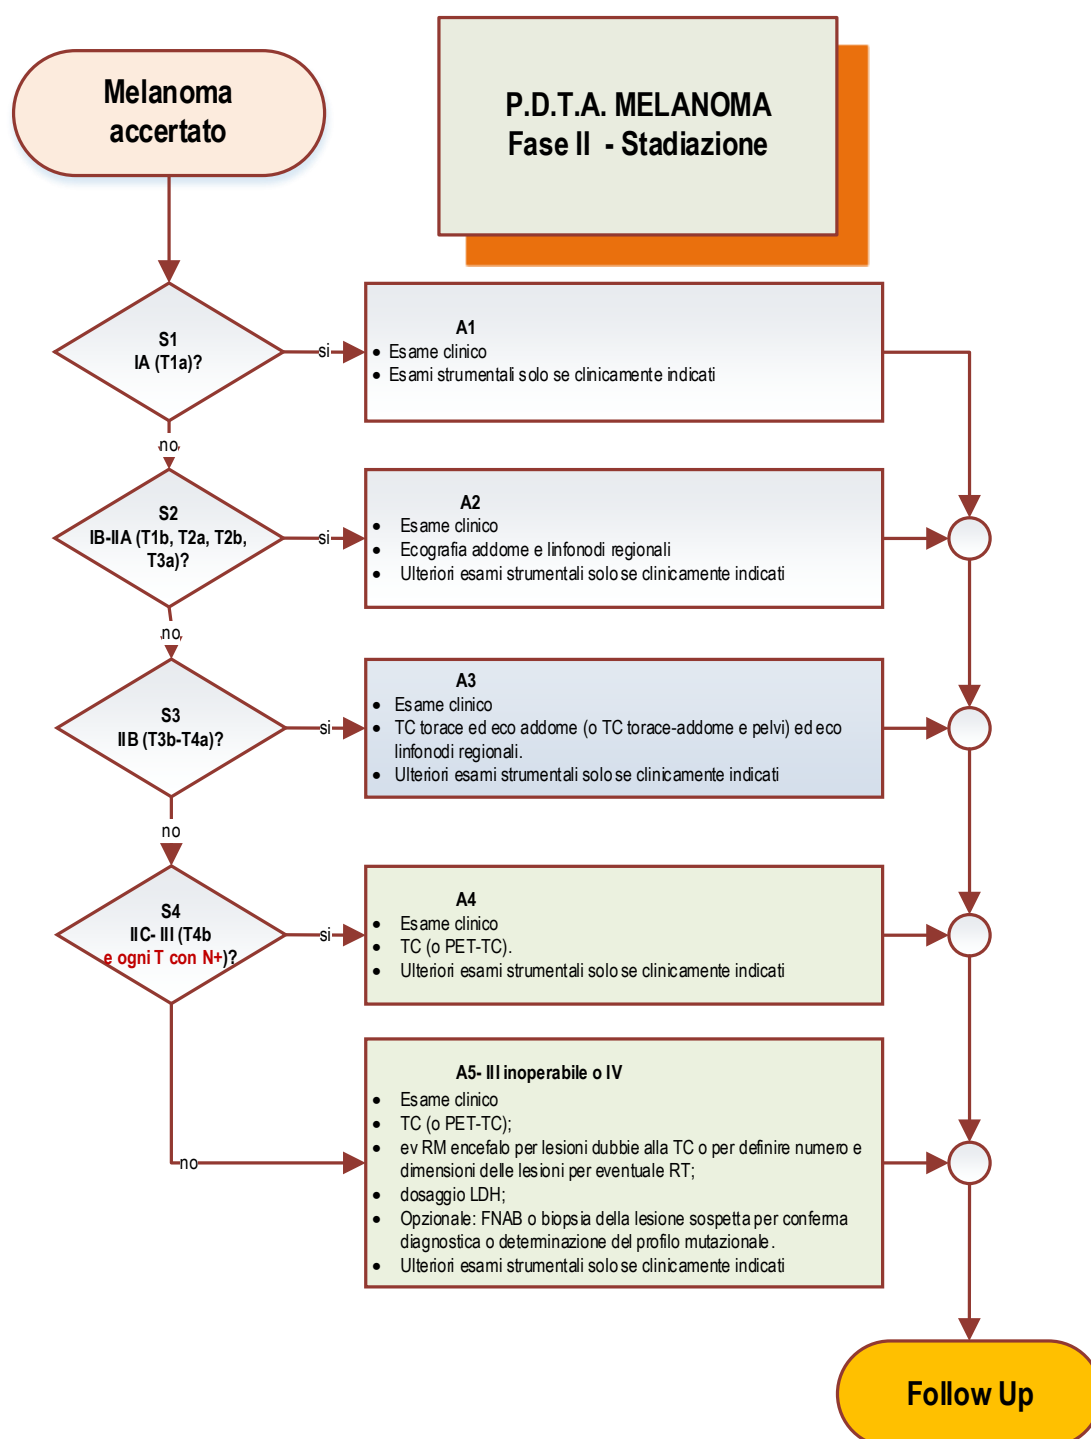 Melanoma
accertato
P.D.T.A. MELANOMA
Fase II - Stadiazione
S1
IA (T1a)?
si
A1
• Esame clinico
• Esami strumentali solo se clinicamente indicati
no
S2
IB-IIA (T1b, T2a, T2b,
T3a)?
si
A2
• Esame clinico
• Ecografia addome e linfonodi regionali
• Ulteriori esami strumentali solo se clinicamente indicati
no
S3
IIB (T3b-T4a)?
si
A3
• Esame clinico
• TC torace ed eco addome (o TC torace-addome e pelvi) ed eco
linfonodi regionali.
• Ulteriori esami strumentali solo se clinicamente indicati
no
S4
IIC- III (T4b
e ogni T con N+)?
si
A4
• Esame clinico
• TC (o PET-TC).
• Ulteriori esami strumentali solo se clinicamente indicati
no
A5- III inoperabile o IV
• Esame clinico
• TC (o PET-TC);
• ev RM encefalo per lesioni dubbie alla TC o per definire numero e
dimensioni delle lesioni per eventuale RT;
• dosaggio LDH;
• Opzionale: FNAB o biopsia della lesione sospetta per conferma
diagnostica o determinazione del profilo mutazionale.
• Ulteriori esami strumentali solo se clinicamente indicati
Follow Up